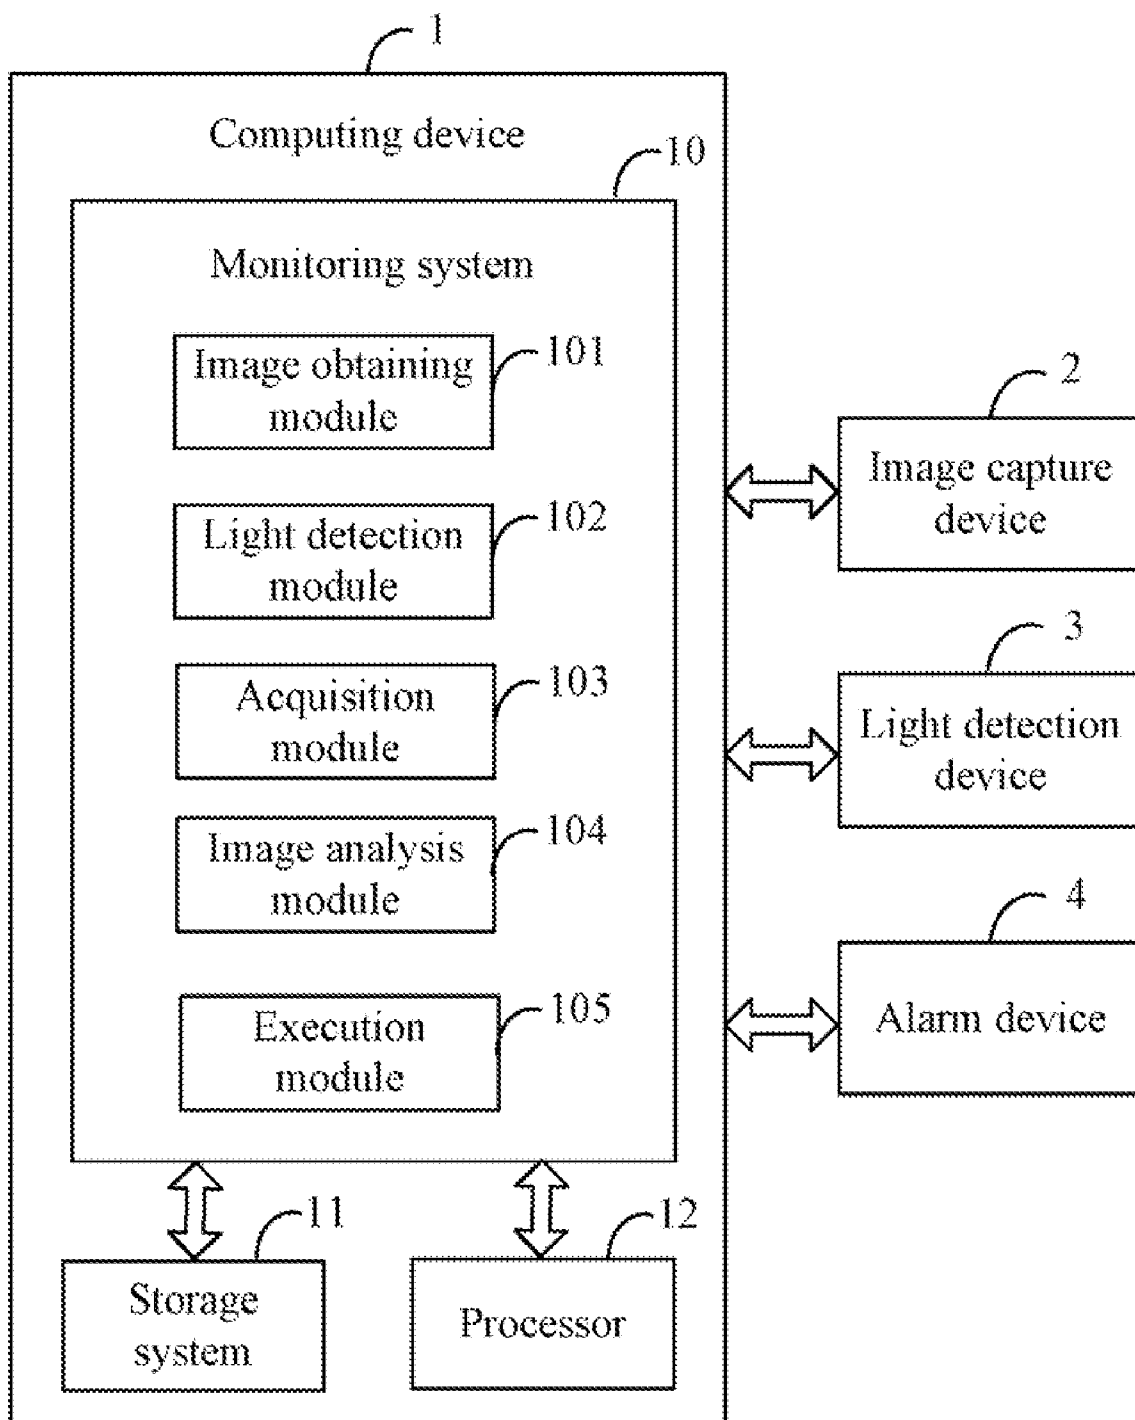 1
Computing device
10
Monitoring system
Image obtaining
module
101
Light detection
module
102
Acquisition
module
103
Image analysis
module
104
Execution
module
105
Storage
system
11
Processor
12
Image capture
device
2
Light detection
device
3
Alarm device
4